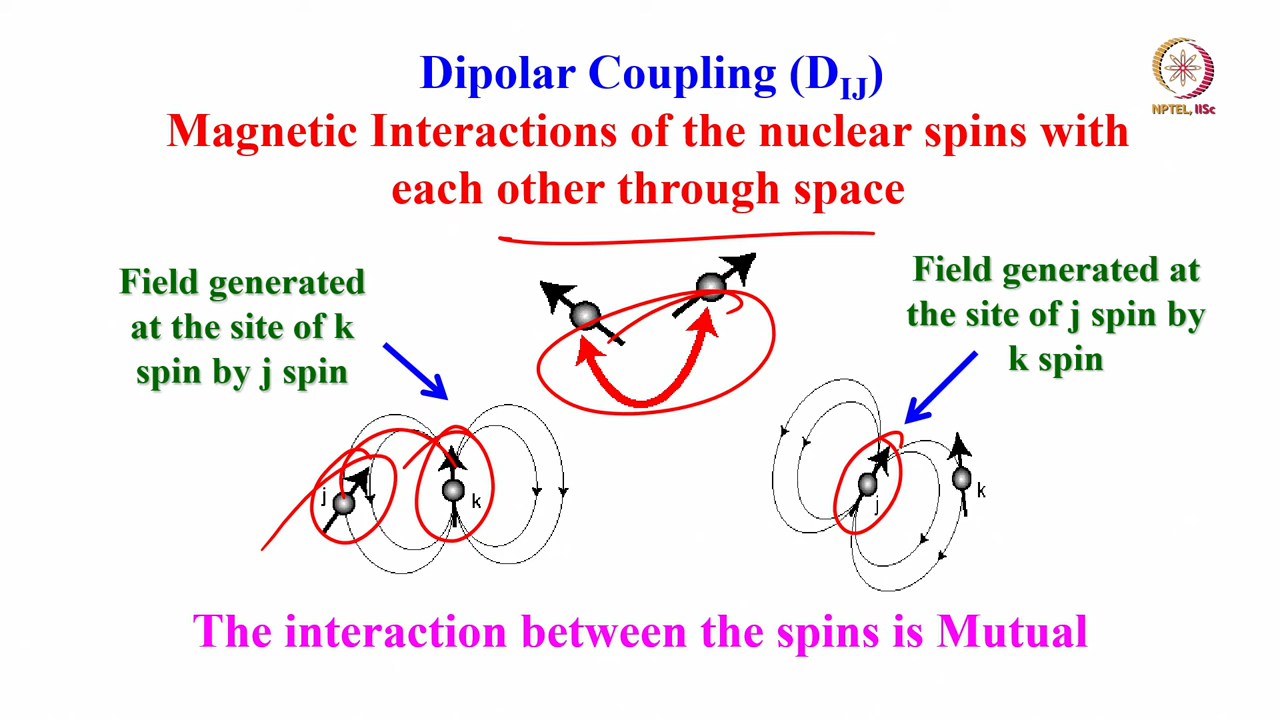 Dipolar Coupling (D_IJ)
NPTEL, IISc
Magnetic Interactions of the nuclear spins with
each other through space
Field generated
at the site of k
spin by j spin
Field generated at
the site of j spin by
k spin
j
k
j
k
The interaction between the spins is Mutual